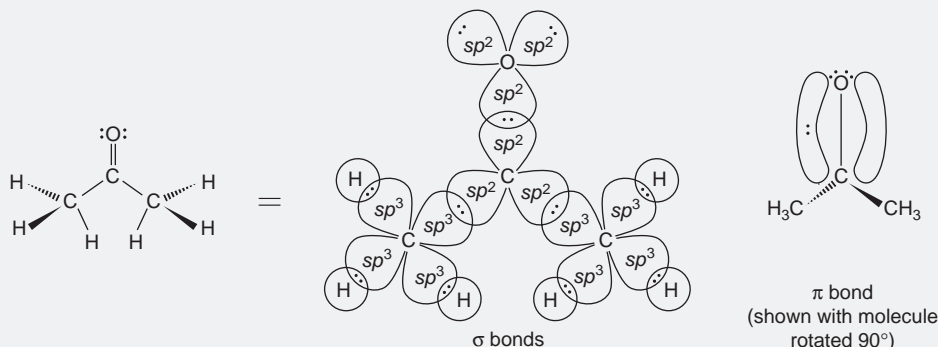 :O:
H H
C C C
H H H H
=
sp² sp²
O
sp²
sp²
C
sp² sp²
H sp³ sp³ sp³ sp³ H
C C
sp³ sp³ sp³ sp³
H H H H
σ bonds
O
C
H₃C CH₃
π bond
(shown with molecule
rotated 90°)